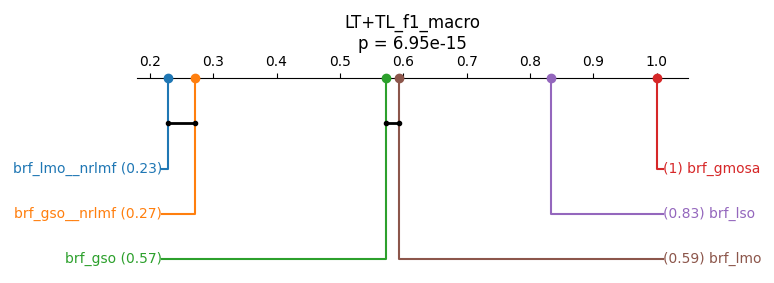 LT+TL_f1_macro
p = 6.95e-15
0.2 0.3 0.4 0.5 0.6 0.7 0.8 0.9 1.0
brf_lmo__nrlmf (0.23) (1) brf_gmosa
brf_gso__nrlmf (0.27) (0.83) brf_lso
brf_gso (0.57) (0.59) brf_lmo